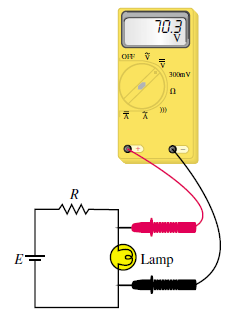 70.3
V
OFF Ṽ
V
300mV
Ω
)))
A Ã
+ −
R
E
Lamp